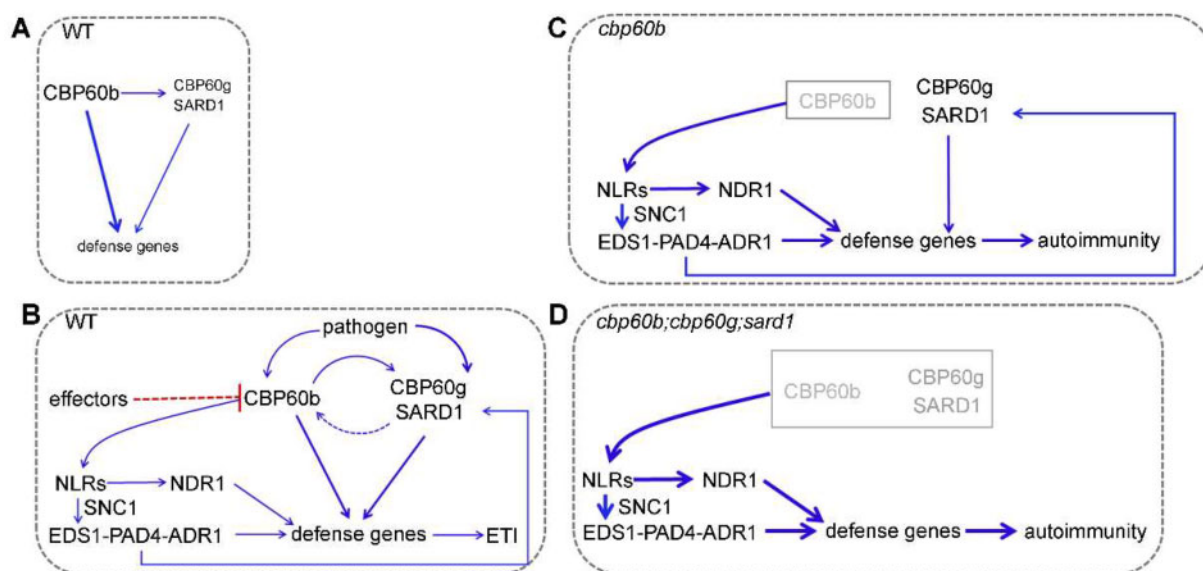 A
WT
CBP60b
CBP60g
SARD1
defense genes
B
WT
pathogen
effectors
CBP60b
CBP60g
SARD1
NLRs
NDR1
SNC1
EDS1-PAD4-ADR1
defense genes
ETI
C
cbp60b
CBP60b
CBP60g
SARD1
NLRs
NDR1
SNC1
EDS1-PAD4-ADR1
defense genes
autoimmunity
D
cbp60b;cbp60g;sard1
CBP60b
CBP60g
SARD1
NLRs
NDR1
SNC1
EDS1-PAD4-ADR1
defense genes
autoimmunity